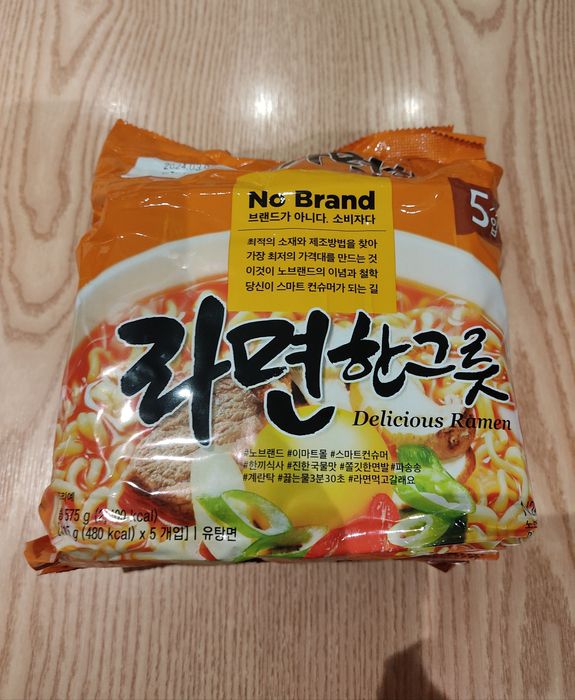 No Brand
브랜드가 아니다. 소비자다
최적의 소재와 제조방법을 찾아
가장 최저의 가격대를 만드는 것
이것이 노브랜드의 이념과 철학
당신이 스마트 컨슈머가 되는 길
라면한그릇
Delicious Ramen
#노브랜드 #이마트몰 #스마트컨슈머
#한끼식사 #진한국물맛 #쫄깃한면발 #파송송
#계란탁 #끓는물3분30초 #라면먹고갈래요
575 g kcal)
g (480 kcal) x 5 개입] | 유탕면
5